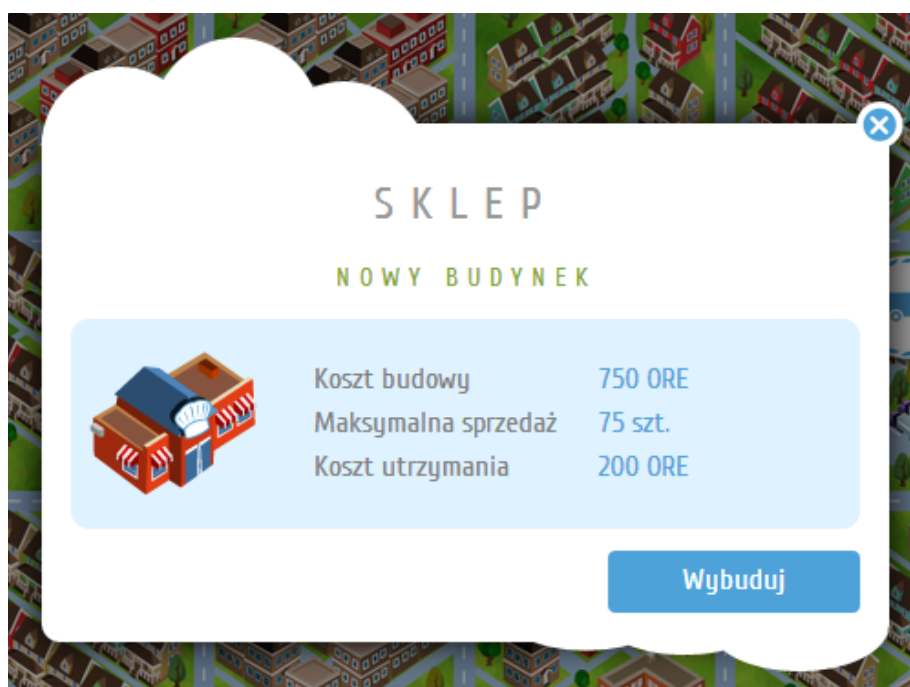 SKLEP
NOWY BUDYNEK
Koszt budowy 750 ORE
Maksymalna sprzedaż 75 szt.
Koszt utrzymania 200 ORE
Wybuduj